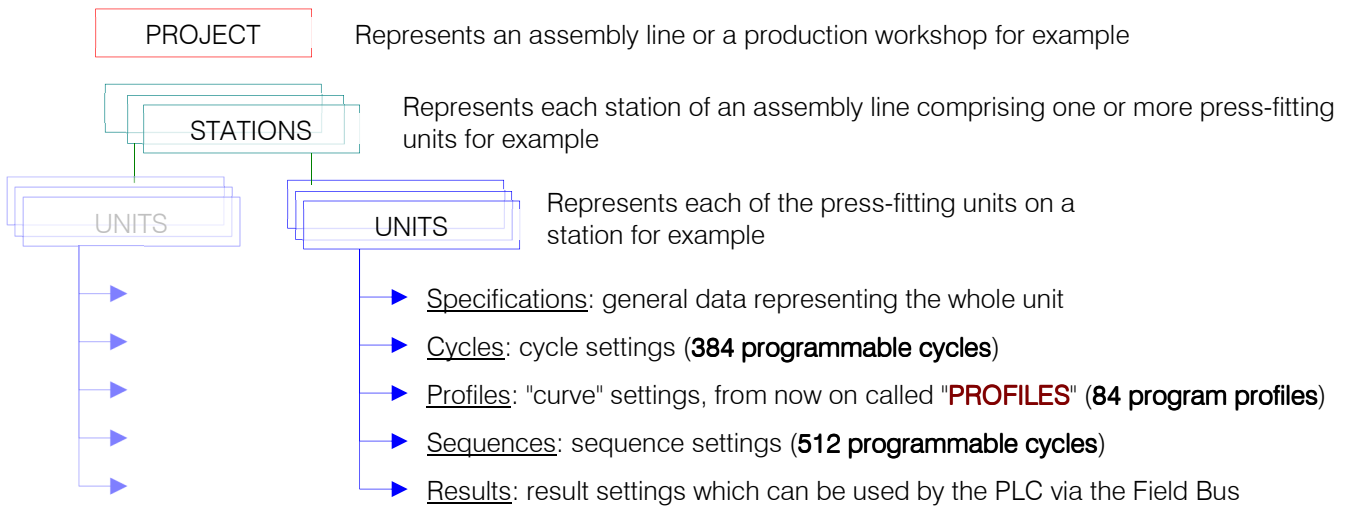 PROJECT
Represents an assembly line or a production workshop for example
STATIONS
Represents each station of an assembly line comprising one or more press-fitting
units for example
UNITS
UNITS
Represents each of the press-fitting units on a
station for example
Specifications: general data representing the whole unit
Cycles: cycle settings (384 programmable cycles)
Profiles: "curve" settings, from now on called "PROFILES" (84 program profiles)
Sequences: sequence settings (512 programmable cycles)
Results: result settings which can be used by the PLC via the Field Bus